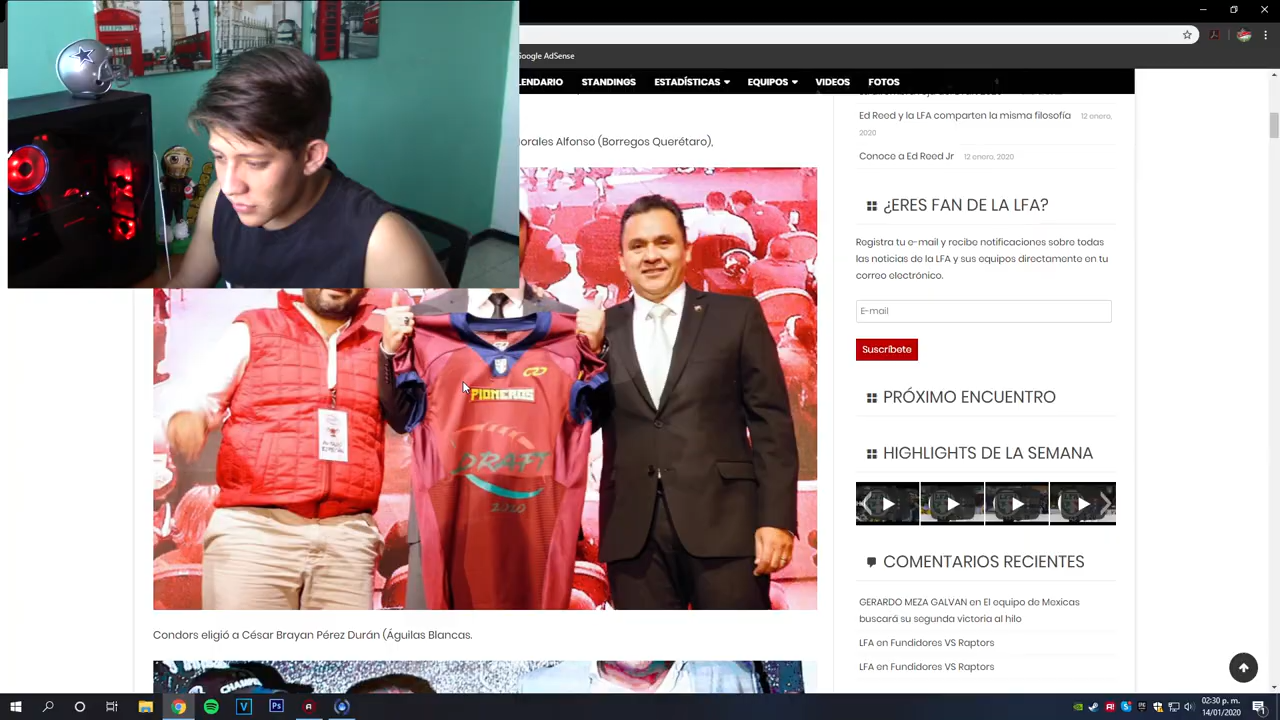 Google AdSense
LENDARIO STANDINGS ESTADÍSTICAS EQUIPOS VIDEOS FOTOS
Ed Reed y la LFA comparten la misma filosofía 12 enero, 2020
Conoce a Ed Reed Jr 12 enero, 2020
orales Alfonso (Borregos Querétaro),
PIONEROS
DRAFT
2020
Condors eligió a César Brayan Pérez Durán (Águilas Blancas.
¿ERES FAN DE LA LFA?
Registra tu e-mail y recibe notificaciones sobre todas
las noticias de la LFA y sus equipos directamente en tu
correo electrónico.
E-mail
Suscríbete
PRÓXIMO ENCUENTRO
HIGHLIGHTS DE LA SEMANA
COMENTARIOS RECIENTES
GERARDO MEZA GALVAN en El equipo de Mexicas
buscará su segunda victoria al hilo
LFA en Fundidores VS Raptors
LFA en Fundidores VS Raptors
02:30 p. m.
14/01/2020